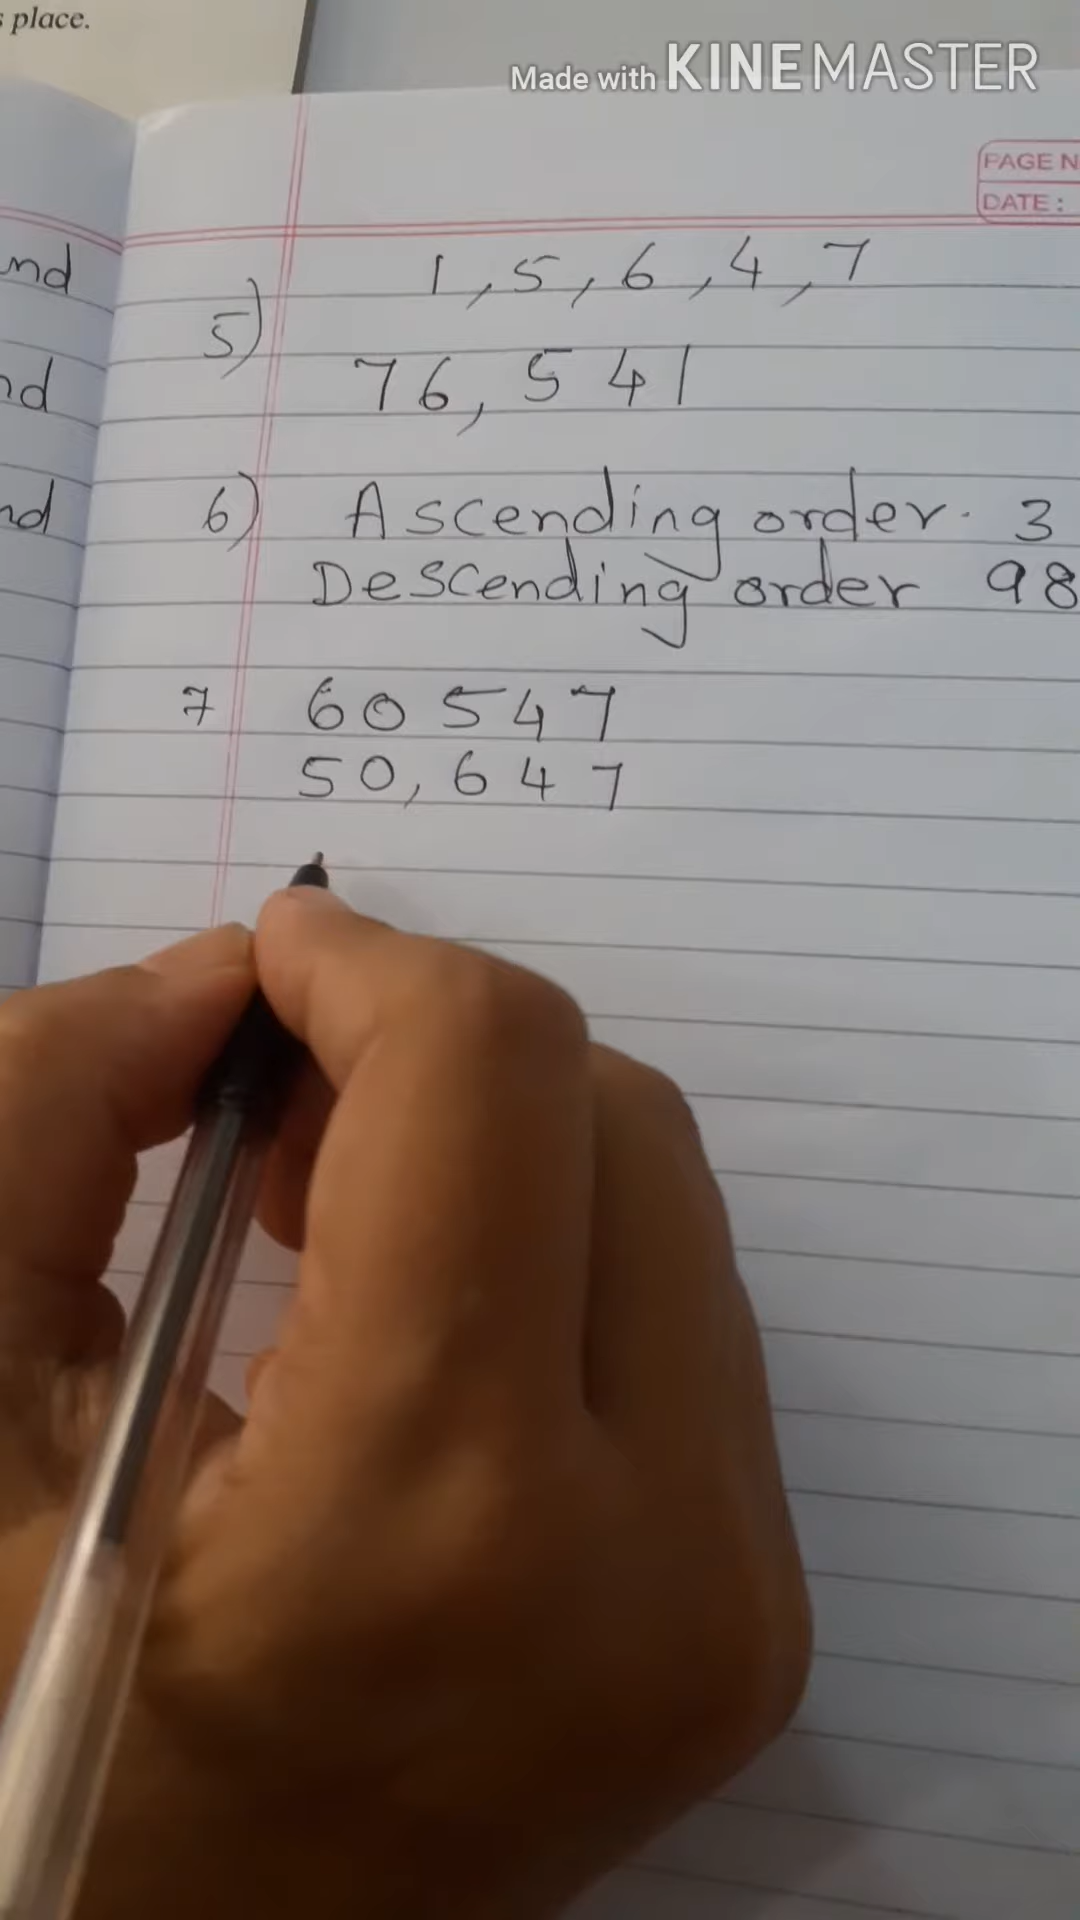 place.
Made with KINEMASTER
PAGE N
DATE :
nd
nd
nd
5) 1, 5, 6, 4, 7
76, 541
6) Ascending order. 3
Descending order 98
7 60547
50,647